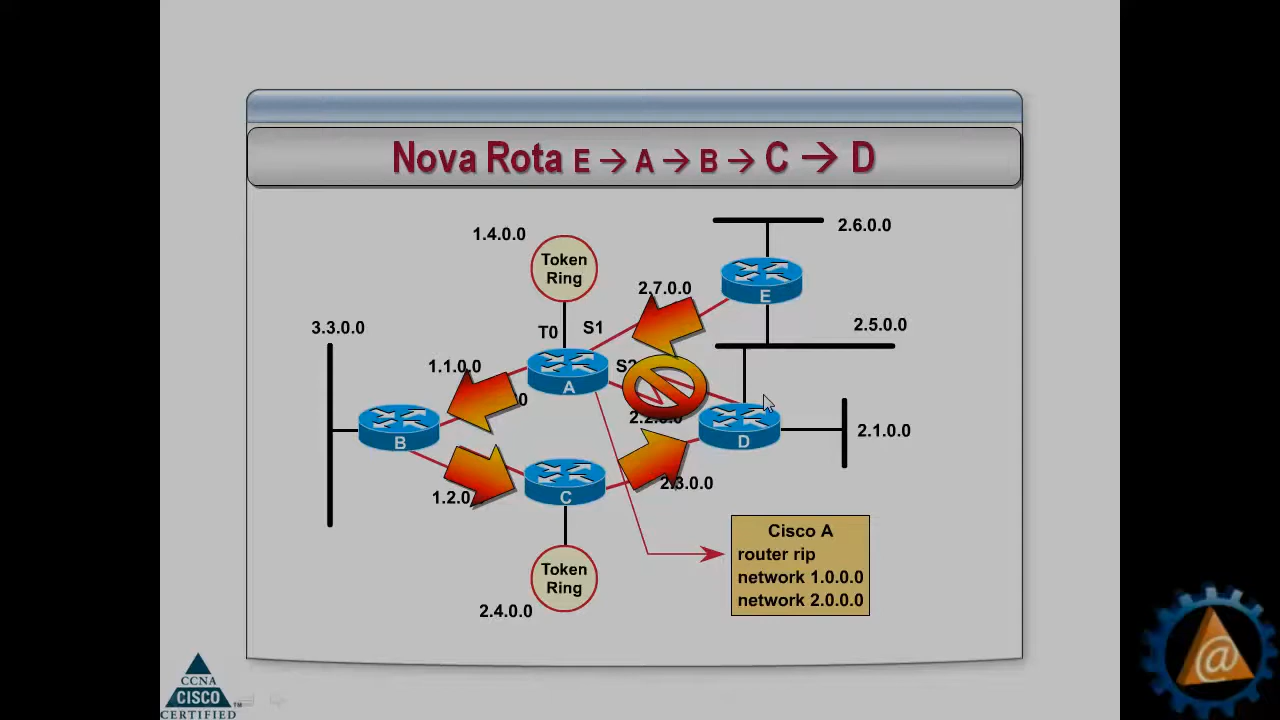 Nova Rota E → A → B → C → D
1.4.0.0
2.6.0.0
Token
Ring
2.7.0.0
E
3.3.0.0
T0
S1
2.5.0.0
1.1.0.0
A
B
D
2.1.0.0
C
2.3.0.0
Cisco A
router rip
network 1.0.0.0
network 2.0.0.0
Token
Ring
2.4.0.0
CCNA
CISCO
CERTIFIED
TM
@